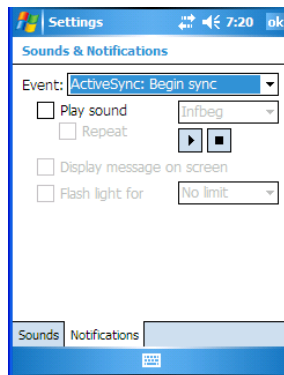 Settings 7:20 ok
Sounds & Notifications
Event: ActiveSync: Begin sync
Play sound Infbeg
Repeat
Display message on screen
Flash light for No limit
Sounds Notifications